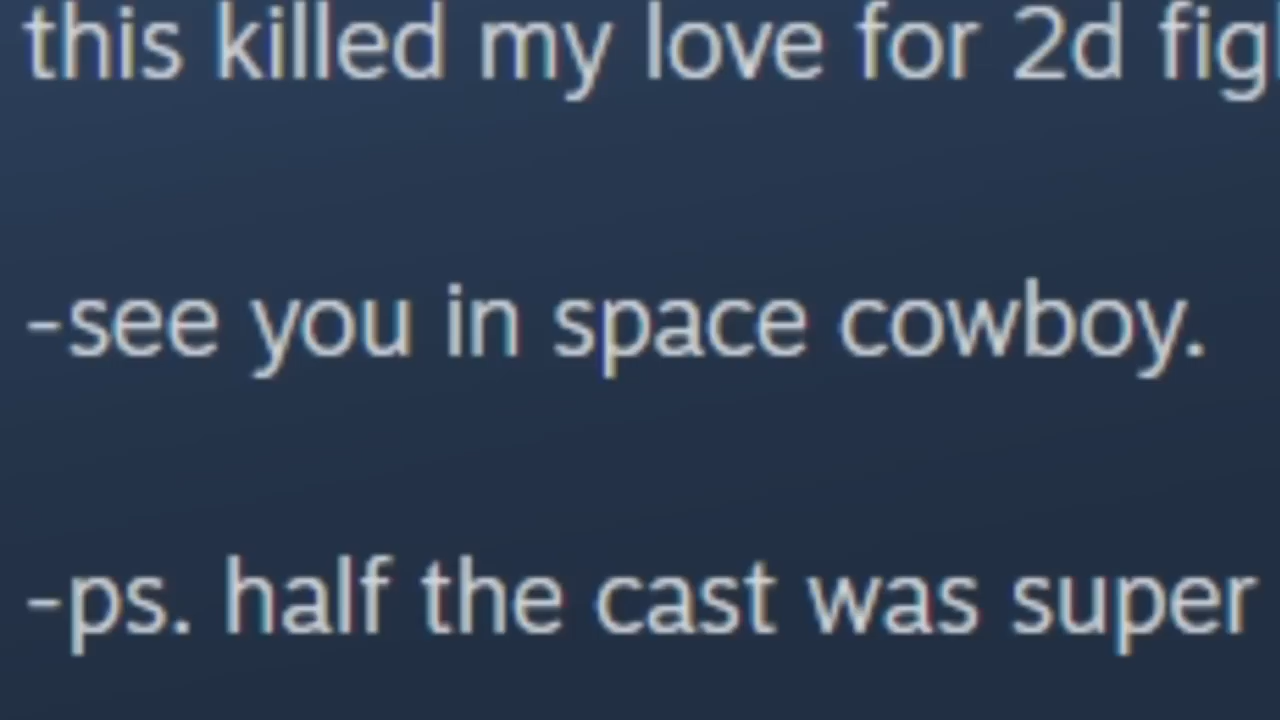 this killed my love for 2d
-see you in space cowboy.
-ps. half the cast was super